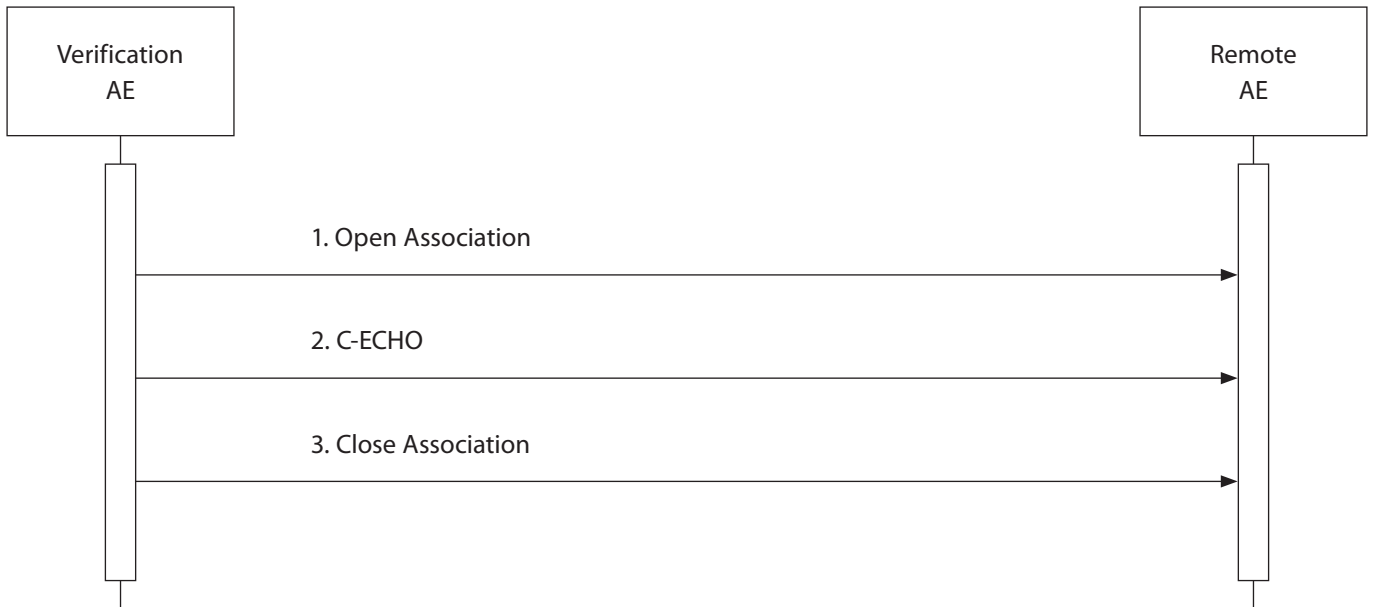 Verification
AE
Remote
AE
1. Open Association
2. C-ECHO
3. Close Association